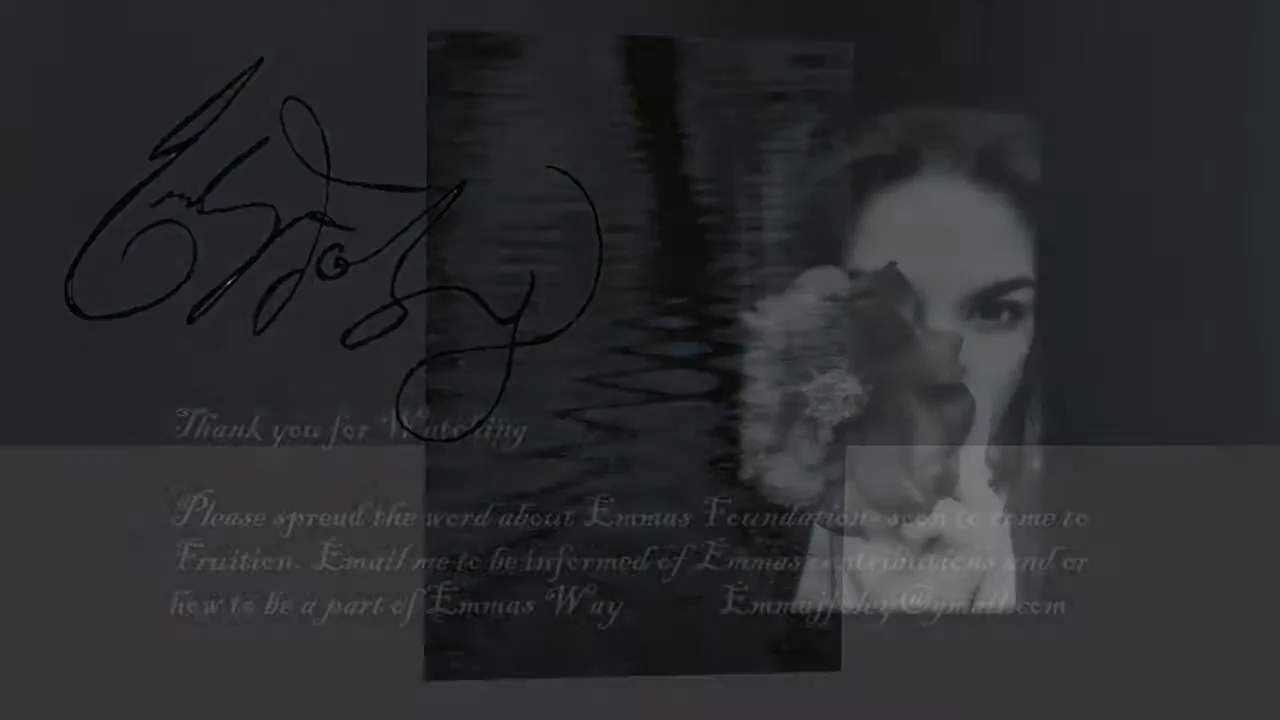 Thank you for Watching
Please spread the word about Emmas Foundation- soon to come to
Fruition. Email me to be informed of Emmas contributions and or
how to be a part of Emmas Way